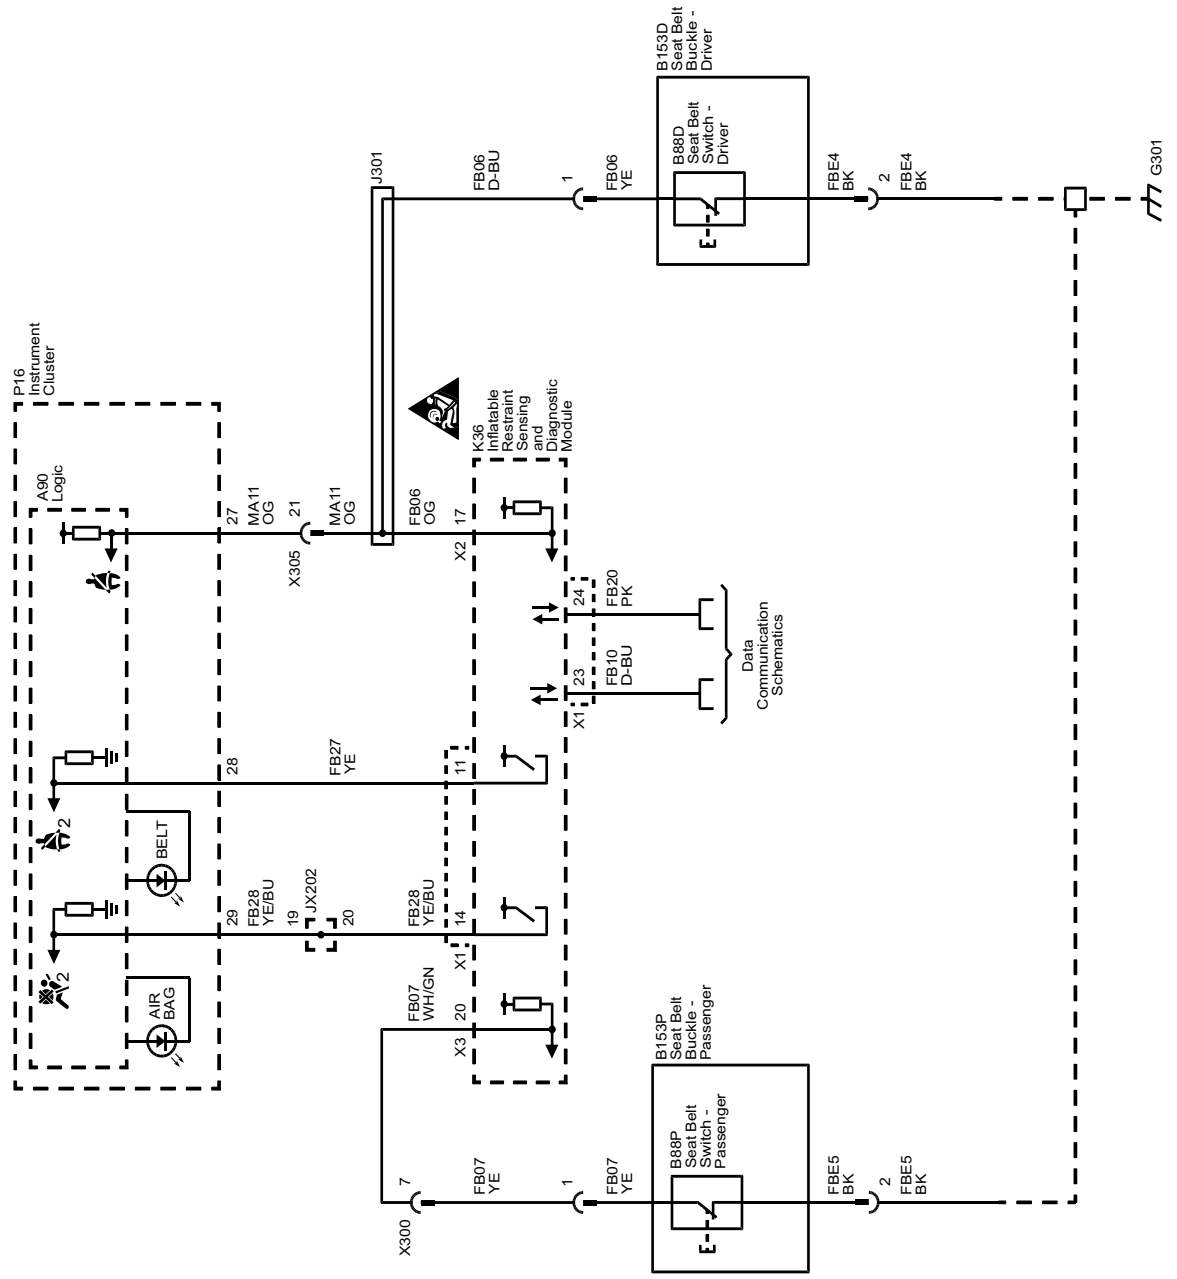 P16
Instrument
Cluster
A90
Logic
AIR
BAG
2
BELT
2
29
FB28
YE/BU
19
JX202
20
FB28
YE/BU
X1
14
28
FB27
YE
11
27
MA11
OG
X305
21
MA11
OG
J301
FB06
OG
X2
17
K36
Inflatable
Restraint
Sensing
and
Diagnostic
Module
FB07
WH/GN
X3
20
X1
23
24
FB10
D-BU
FB20
PK
Data
Communication
Schematics
X300
7
FB07
YE
1
FB07
YE
B153P
Seat Belt
Buckle -
Passenger
B88P
Seat Belt
Switch -
Passenger
FBE5
BK
2
FBE5
BK
FB06
D-BU
1
FB06
YE
B153D
Seat Belt
Buckle -
Driver
B88D
Seat Belt
Switch -
Driver
FBE4
BK
2
FBE4
BK
G301